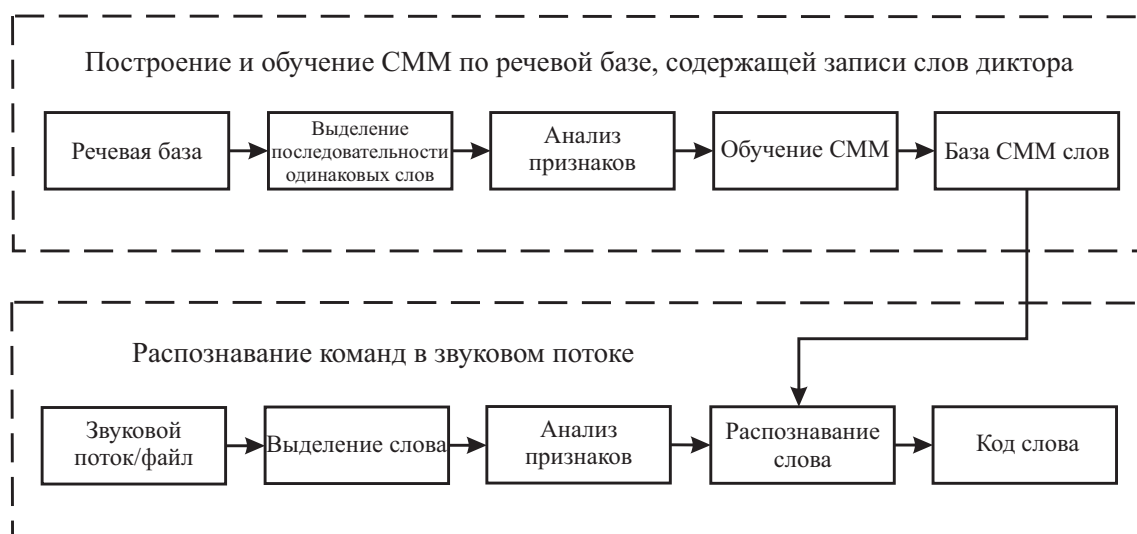 Построение и обучение СММ по речевой базе, содержащей записи слов диктора
Речевая база
Выделение
последовательности
одинаковых слов
Анализ
признаков
Обучение СММ
База СММ слов
Распознавание команд в звуковом потоке
Звуковой
поток/файл
Выделение слова
Анализ
признаков
Распознавание
слова
Код слова